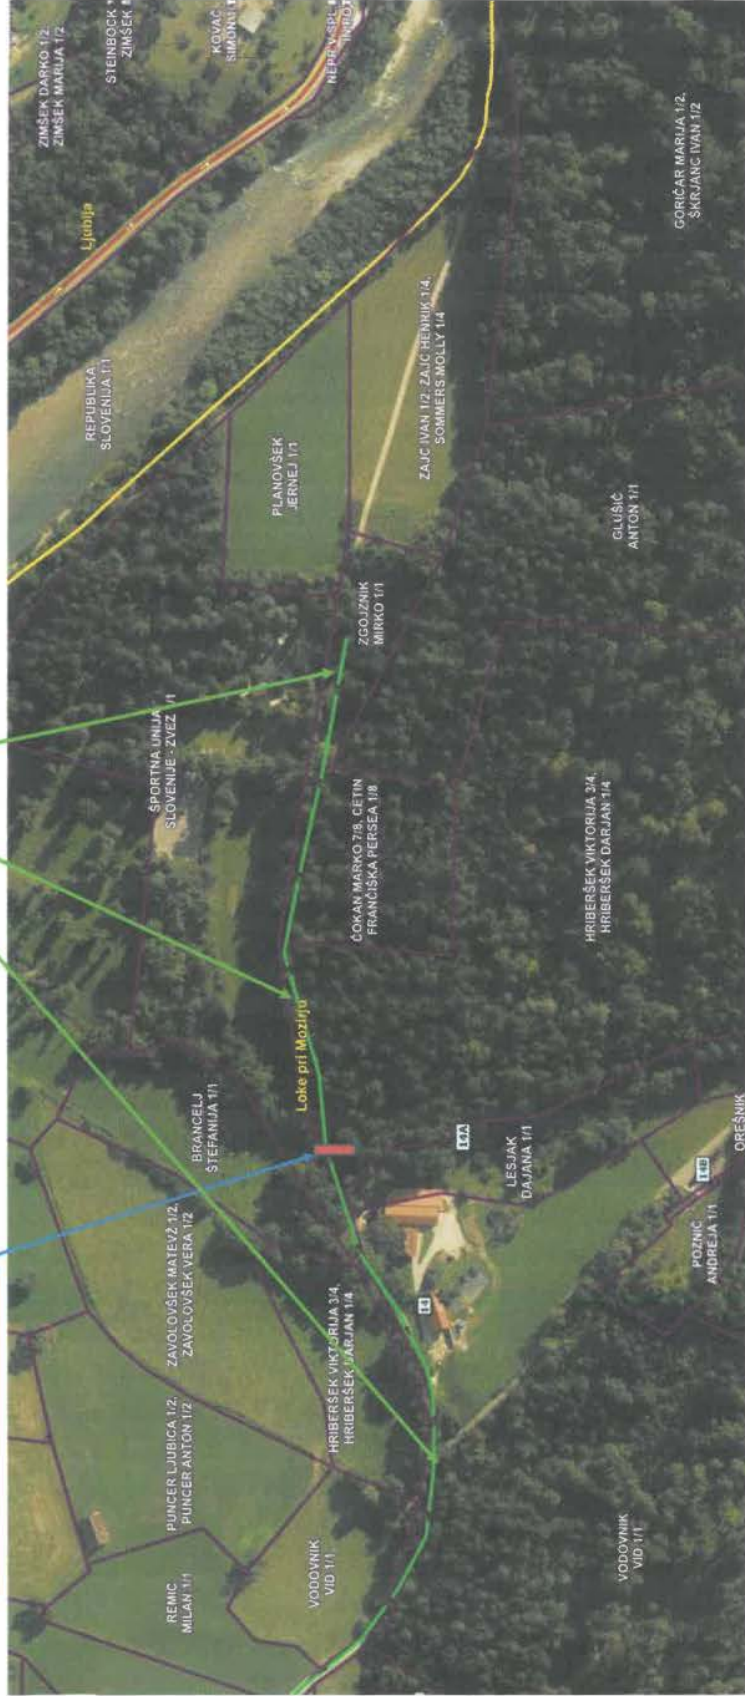 ZIMŠEK DARKO 1/2,
ZIMŠEK MARIJA 1/2
STEINBOCK
ZIMŠEK
KOVAČ
Ljubija
REPUBLIKA
SLOVENIJA 1/1
GORIČAR MARIJA 1/2,
ŠKRJANC IVAN 1/2
PLANOVŠEK
JERNEJ 1/1
ZAJC IVAN 1/2, ZAJC HENRIK 1/4,
SOMMERS MOLLY 1/4
GLUŠIČ
ANTON 1/1
ZGOJZNIK
MIRKO 1/1
ŠPORTNA UNIJA
SLOVENIJE - ZVEZ 1/1
ČOKAN MARKO 7/8, CETIN
FRANČIŠKA PERSEA 1/8
HRIBERŠEK VIKTORIJA 3/4,
HRIBERŠEK DARJAN 1/4
Loke pri Mozirju
BRANCELJ
ŠTEFANIJA 1/1
14A
LESJAK
DAJANA 1/1
14B
OREŠNIK
POZNIČ
ANDREJA 1/1
14
ZAVOLOVŠEK MATEVŽ 1/2,
ZAVOLOVŠEK VERA 1/2
HRIBERŠEK VIKTORIJA 3/4,
HRIBERŠEK DARJAN 1/4
PUNCER LJUBICA 1/2,
PUNCER ANTON 1/2
REMIC
MILAN 1/1
VODOVNIK
VID 1/1
VODOVNIK
VID 1/1